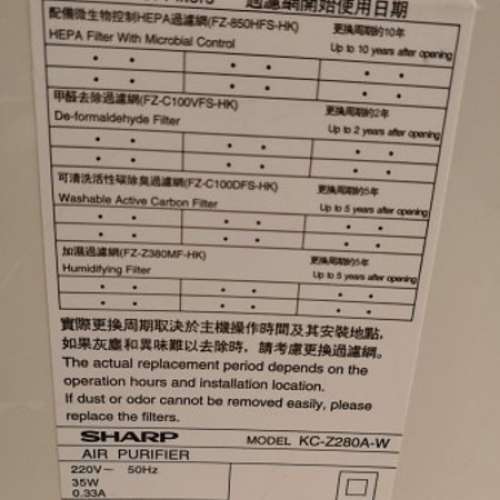 過濾網開始使用日期
配備微生物控制HEPA過濾網(FZ-850HFS-HK) 更換周期約10年
HEPA Filter With Microbial Control Up to 10 years after opening
甲醛去除過濾網(FZ-C100VFS-HK) 更換周期約2年
De-formaldehyde Filter Up to 2 years after opening
可清洗活性碳除臭過濾網(FZ-C100DFS-HK) 更換周期約5年
Washable Active Carbon Filter Up to 5 years after opening
加濕過濾網(FZ-Z380MF-HK) 更換周期約5年
Humidifying Filter Up to 5 years after opening
實際更換周期取決於主機操作時間及其安裝地點,
如果灰塵和異味難以去除時, 請考慮更換過濾網。
The actual replacement period depends on the
operation hours and installation location.
If dust or odor cannot be removed easily, please
replace the filters.
SHARP MODEL KC-Z280A-W
AIR PURIFIER
220V~ 50Hz
35W
0.33A